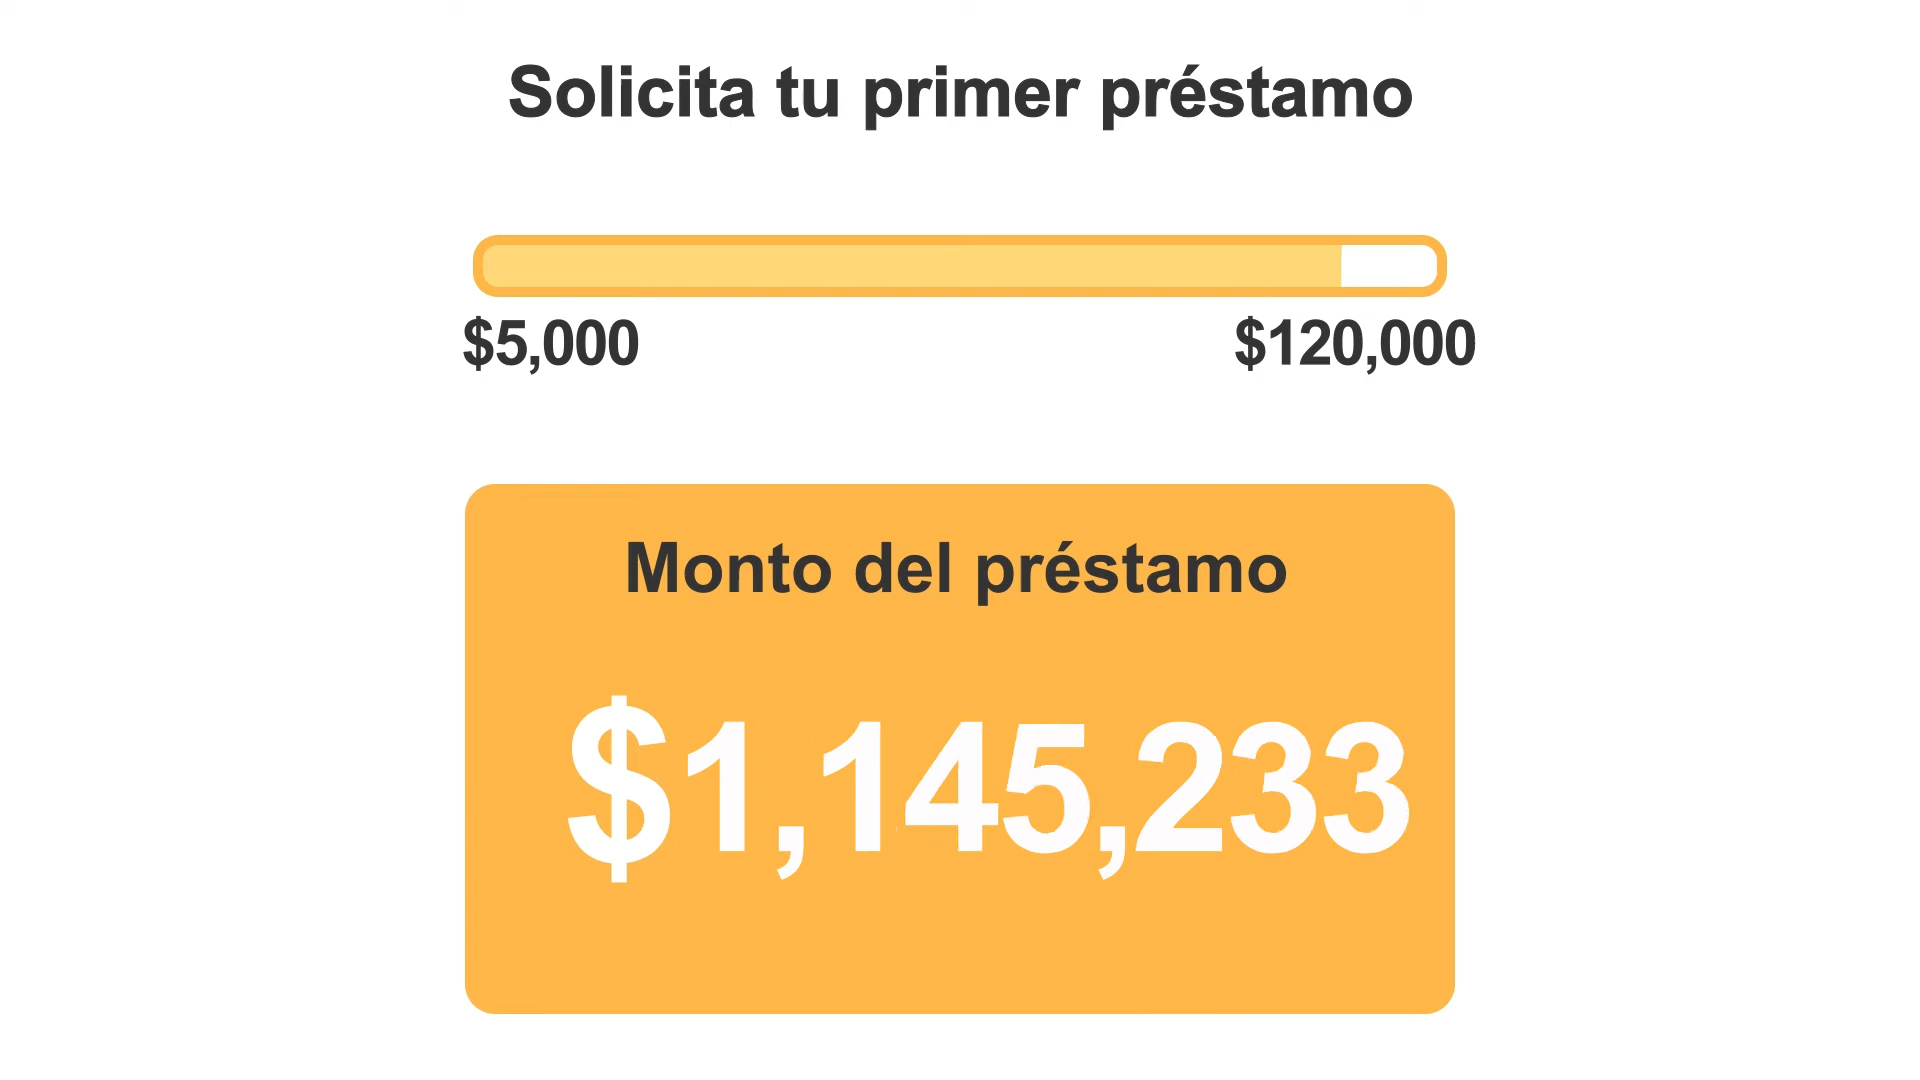 Solicita tu primer préstamo
$5,000 $120,000
Monto del préstamo
$1,145,233